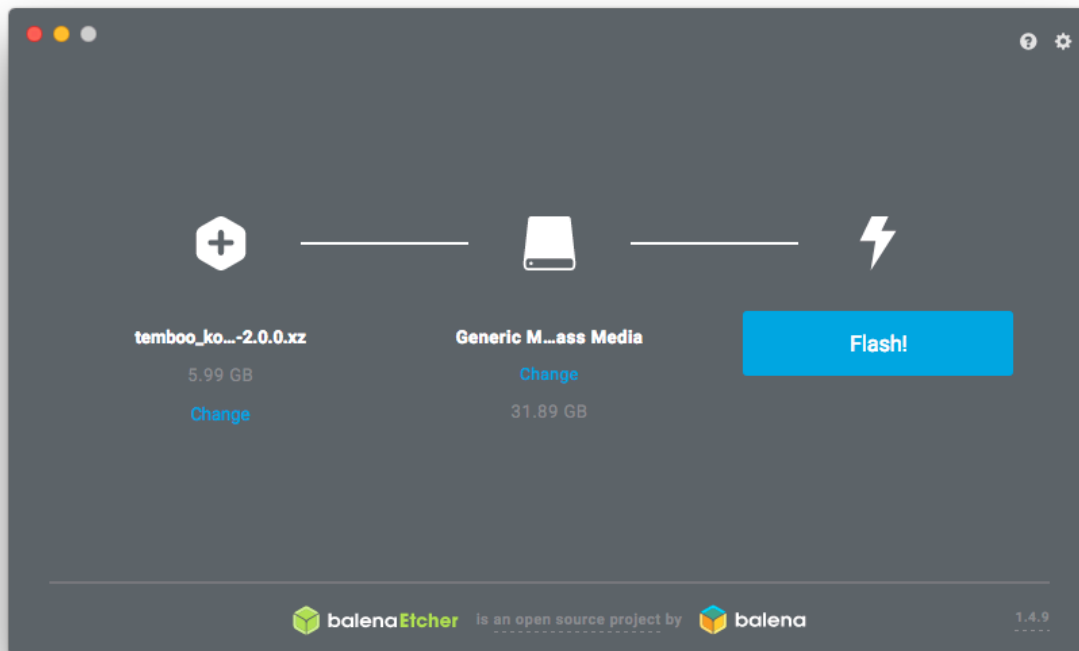 temboo_ko...-2.0.0.xz
5.99 GB
Change
Generic M...ass Media
Change
31.89 GB
Flash!
balenaEtcher is an open source project by balena
1.4.9